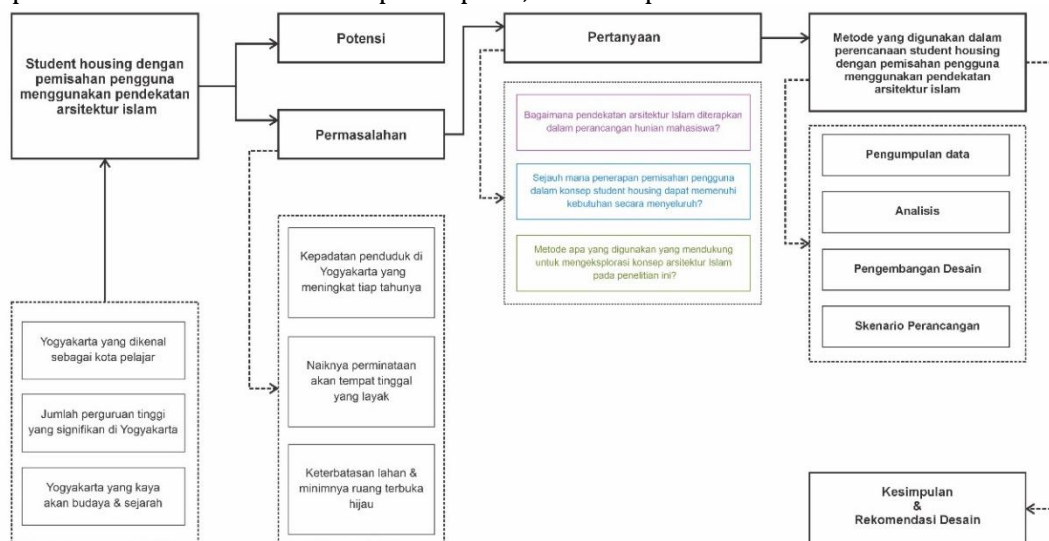 Student housing dengan
pemisahan pengguna
menggunakan pendekatan
arsitektur islam
Yogyakarta yang dikenal
sebagai kota pelajar
Jumlah perguruan tinggi
yang signifikan di Yogyakarta
Yogyakarta yang kaya
akan budaya & sejarah
Potensi
Permasalahan
Kepadatan penduduk di
Yogyakarta yang
meningkat tiap tahunya
Naiknya perminataan
akan tempat tinggal
yang layak
Keterbatasan lahan &
minimnya ruang terbuka
hijau
Pertanyaan
Bagaimana pendekatan arsitektur Islam diterapkan
dalam perancangan hunian mahasiswa?
Sejauh mana penerapan pemisahan pengguna
dalam konsep student housing dapat memenuhi
kebutuhan secara menyeluruh?
Metode apa yang digunakan yang mendukung
untuk mengeksplorasi konsep arsitektur Islam
pada penelitian ini?
Metode yang digunakan dalam
perencanaan student housing
dengan pemisahan pengguna
menggunakan pendekatan
arsitektur islam
Pengumpulan data
Analisis
Pengembangan Desain
Skenario Perancangan
Kesimpulan
&
Rekomendasi Desain